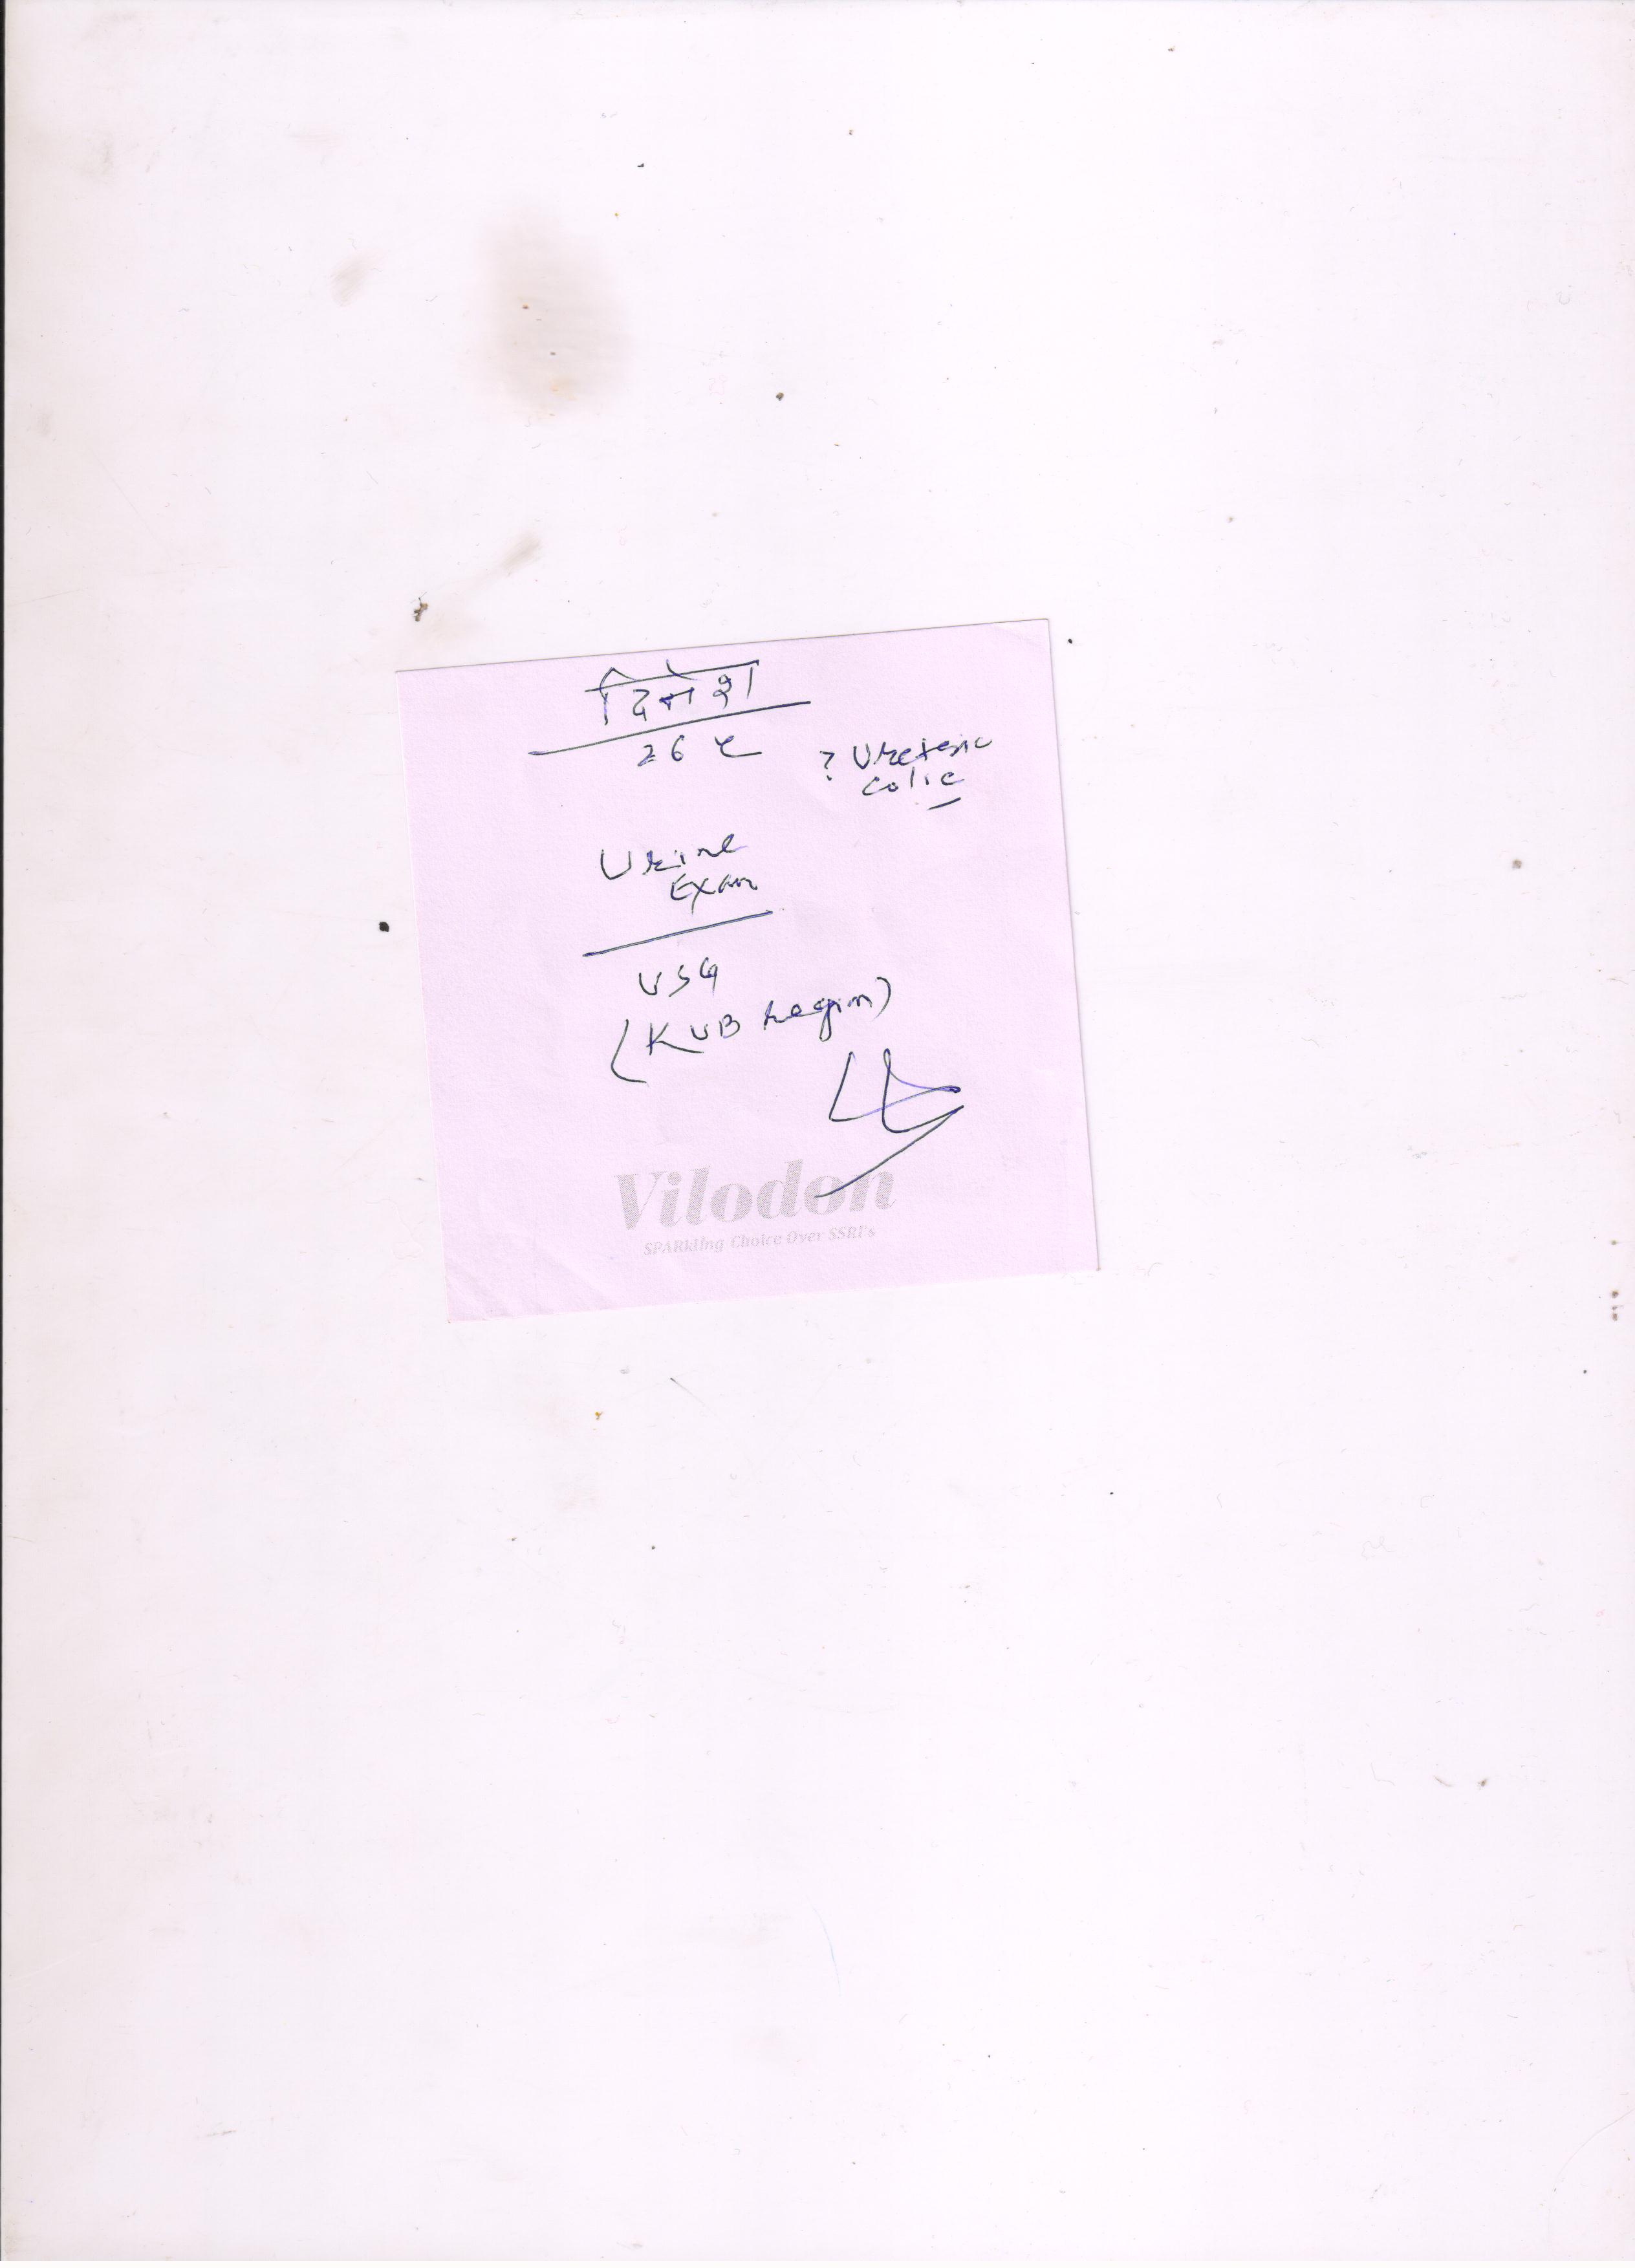 दिनेश
26 y
? Ureteric
colic
Urine
Exam
USG
(KUB Region)
Vilodon
SPARkling Choice Over SSRI's